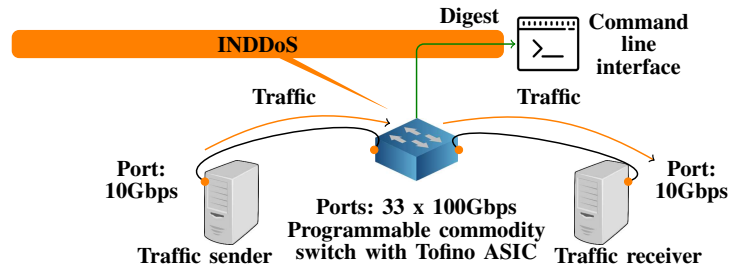 Digest
INDDoS
Command
line
interface
Traffic
Traffic
Port:
10Gbps
Port:
10Gbps
Ports: 33 x 100Gbps
Programmable commodity
switch with Tofino ASIC
Traffic sender
Traffic receiver